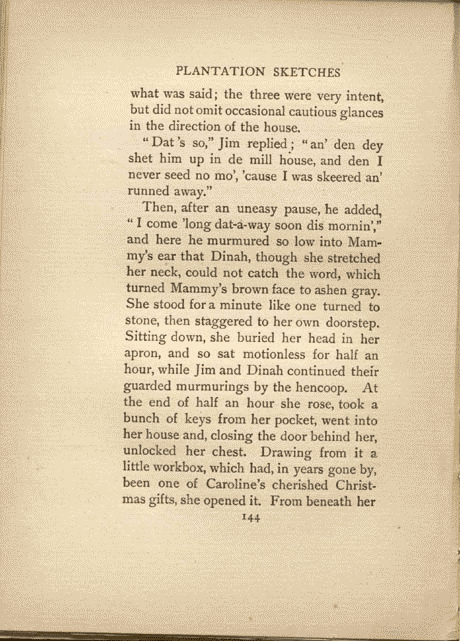 PLANTATION SKETCHES
what was said; the three were very intent,
but did not omit occasional cautious glances
in the direction of the house.
“Dat's so,” Jim replied; “an' den dey
shet him up in de mill house, and den I
never seed no mo', 'cause I was skeered an'
runned away.”
Then, after an uneasy pause, he added,
“I come 'long dat-a-way soon dis mornin',”
and here he murmured so low into Mam-
my's ear that Dinah, though she stretched
her neck, could not catch the word, which
turned Mammy's brown face to ashen gray.
She stood for a minute like one turned to
stone, then staggered to her own doorstep.
Sitting down, she buried her head in her
apron, and so sat motionless for half an
hour, while Jim and Dinah continued their
guarded murmurings by the hencoop. At
the end of half an hour she rose, took a
bunch of keys from her pocket, went into
her house and, closing the door behind her,
unlocked her chest. Drawing from it a
little workbox, which had, in years gone by,
been one of Caroline's cherished Christ-
mas gifts, she opened it. From beneath her
144